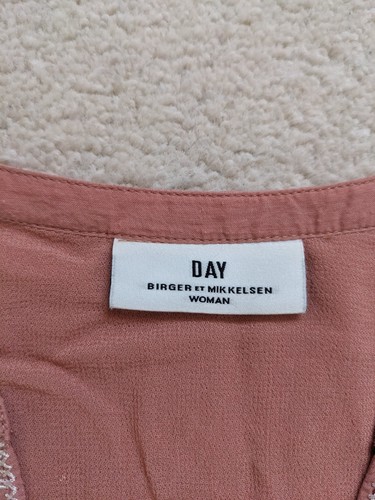 DAY
BIRGER ET MIKKELSEN
WOMAN